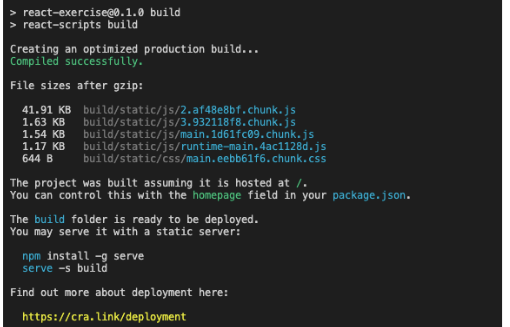 > react-exercise@0.1.0 build
> react-scripts build
Creating an optimized production build...
Compiled successfully.
File sizes after gzip:
41.91 KB  build/static/js/2.af48e8bf.chunk.js
1.63 KB  build/static/js/3.932118f8.chunk.js
1.54 KB  build/static/js/main.1d61fc09.chunk.js
1.17 KB  build/static/js/runtime-main.4ac1128d.js
644 B  build/static/css/main.eebb61f6.chunk.css
The project was built assuming it is hosted at /.
You can control this with the homepage field in your package.json.
The build folder is ready to be deployed.
You may serve it with a static server:
npm install -g serve
serve -s build
Find out more about deployment here:
https://cra.link/deployment